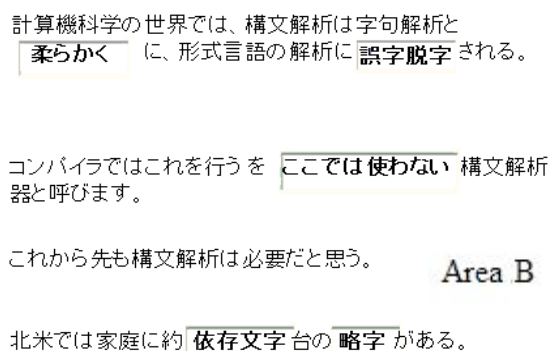 計算機科学の世界では、構文解析は字句解析と
柔らかく に、形式言語の解析に 誤字脱字 される。
コンパイラではこれを行うを ここでは使わない 構文解析
器と呼びます。
これから先も構文解析は必要だと思う。
Area B
北米では家庭に約 依存文字 台の 略字 がある。